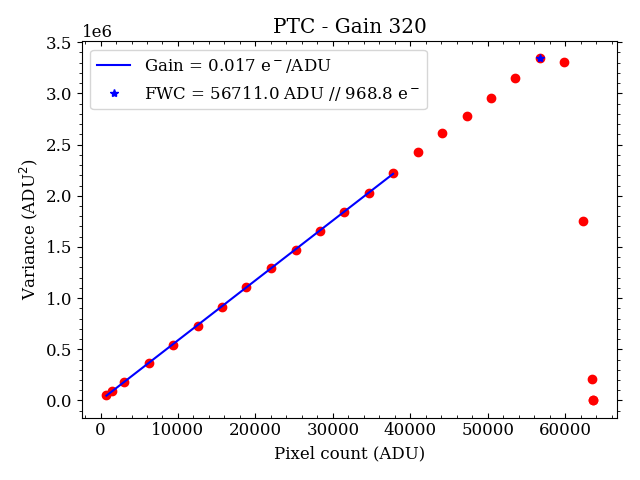 PTC - Gain 320
1e6
Gain = 0.017 e⁻/ADU
FWC = 56711.0 ADU // 968.8 e⁻
3.5
3.0
2.5
2.0
1.5
1.0
0.5
0.0
Variance (ADU²)
0 10000 20000 30000 40000 50000 60000
Pixel count (ADU)